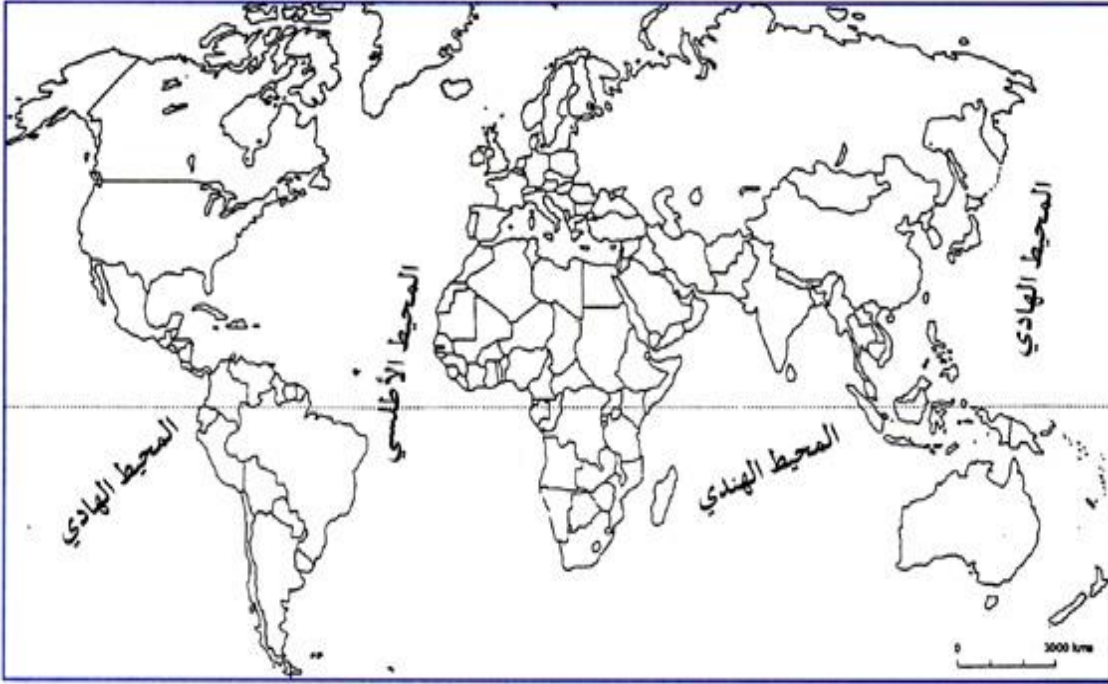 المحيط الهادي
المحيط الأطلسي
المحيط الهادي
المحيط الهندي
0 3000 kms